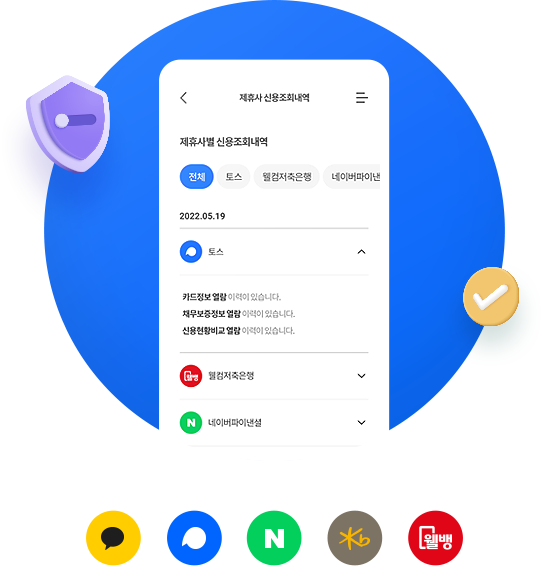 제휴사 신용조회내역
제휴사별 신용조회내역
전체 토스 웰컴저축은행 네이버파이낸
2022.05.19
토스
카드정보 열람 이력이 있습니다.
채무보증정보 열람 이력이 있습니다.
신용현황비교 열람 이력이 있습니다.
웰뱅 웰컴저축은행
N 네이버파이낸셜
N Kb 웰뱅